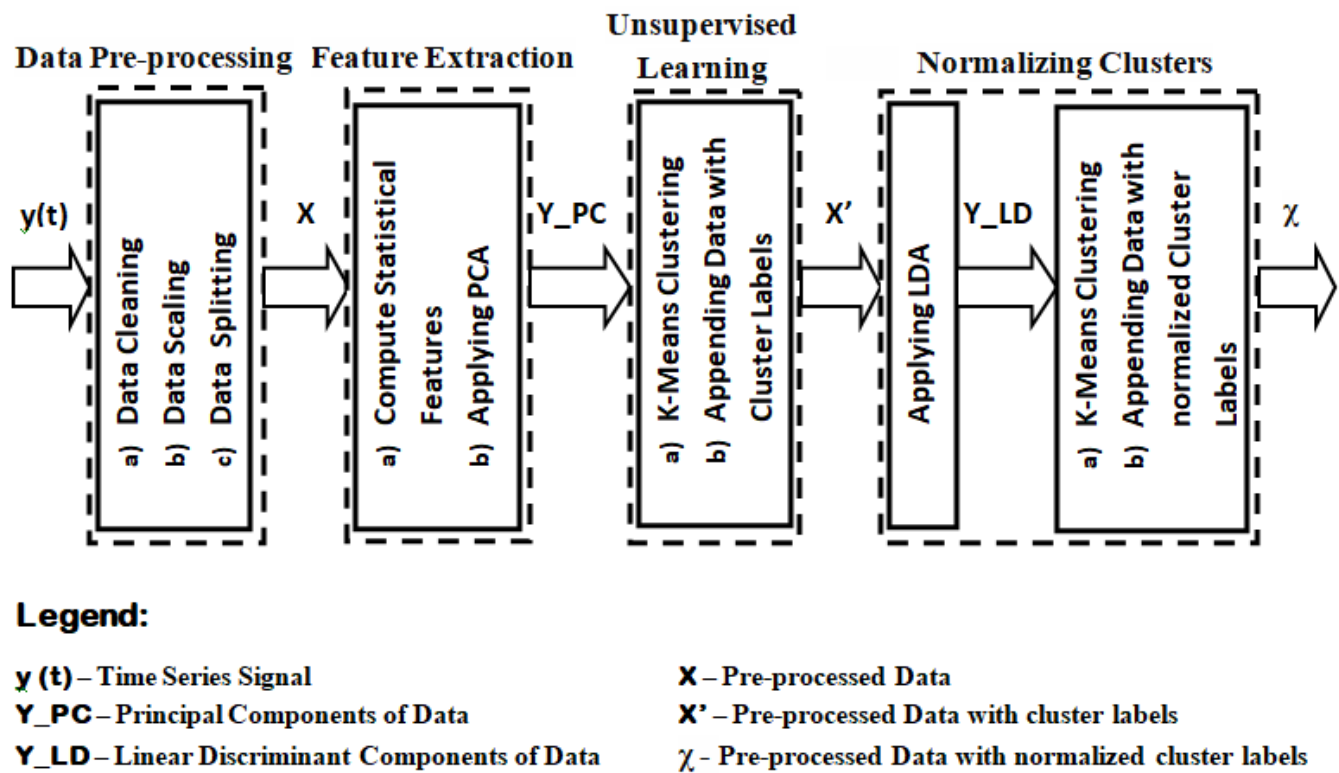 Data Pre-processing
Feature Extraction
Unsupervised
Learning
Normalizing Clusters
y(t)
a) Data Cleaning
b) Data Scaling
c) Data Splitting
X
a) Compute Statistical
Features
b) Applying PCA
Y_PC
a) K-Means Clustering
b) Appending Data with
Cluster Labels
X’
Applying LDA
Y_LD
a) K-Means Clustering
b) Appending Data with
normalized Cluster
Labels
χ
Legend:
y (t) – Time Series Signal
X – Pre-processed Data
Y_PC – Principal Components of Data
X’ – Pre-processed Data with cluster labels
Y_LD – Linear Discriminant Components of Data
χ - Pre-processed Data with normalized cluster labels